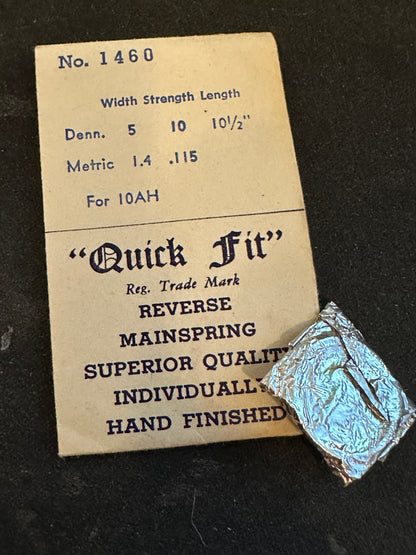 No. 1460
Width Strength Length
Denn. 5 10 10½"
Metric 1.4 .115
For 10AH
"Quick Fit"
Reg. Trade Mark
REVERSE
MAINSPRING
SUPERIOR QUALITY
INDIVIDUALLY
HAND FINISHED